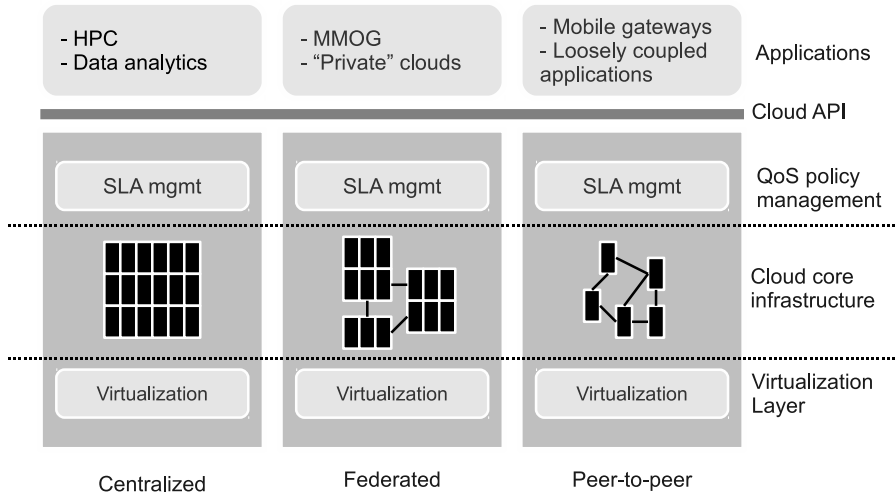 - HPC
- Data analytics
- MMOG
- “Private” clouds
- Mobile gateways
- Loosely coupled
applications
Applications
Cloud API
SLA mgmt
SLA mgmt
SLA mgmt
QoS policy
management
Cloud core
infrastructure
Virtualization
Virtualization
Virtualization
Virtualization
Layer
Centralized
Federated
Peer-to-peer